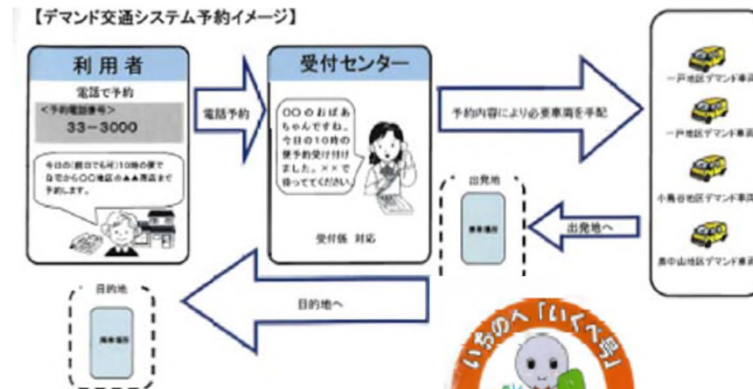 【デマンド交通システム予約イメージ】
利用者
電話で予約
<予約電話番号>
33-3000
今日の(前日でも可)10時の便で
自宅から〇〇地区の▲▲商店まで
予約します。
電話予約
受付センター
〇〇のおばあ
ちゃんですね。
今日の10時の
便予約受け付け
ました。××で
待っててください。
受付係 対応
予約内容により必要車両を手配
一戸地区デマンド車両
一戸地区デマンド車両
小鳥谷地区デマンド車両
奥中山地区デマンド車両
出発地
乗車場所
出発地へ
目的地へ
目的地
降車場所
いちのへ「いくべ号」